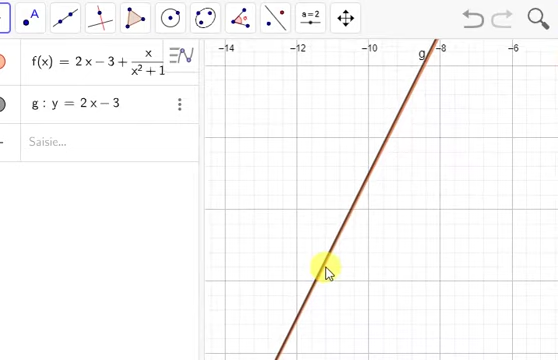 A
a=2
f(x) = 2x − 3 + x / (x² + 1
g : y = 2x − 3
Saisie...
−14 −12 −10 −8 −6
g